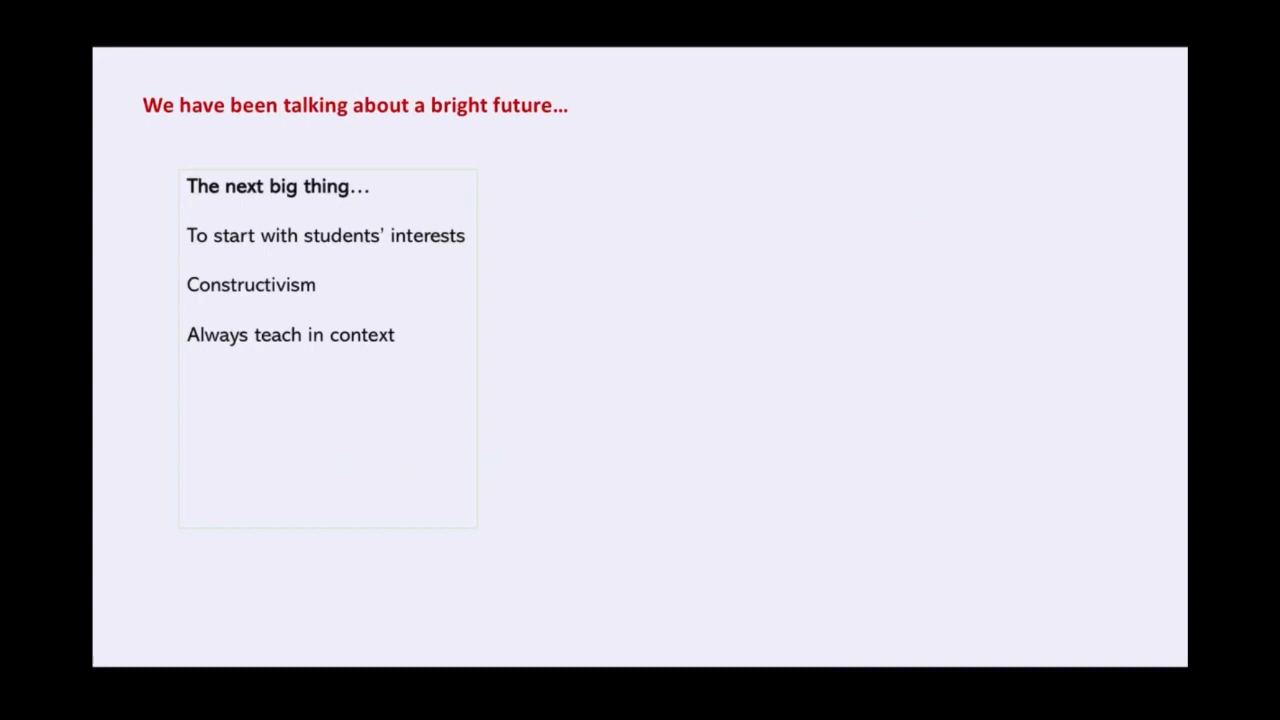 We have been talking about a bright future...
The next big thing...
To start with students' interests
Constructivism
Always teach in context